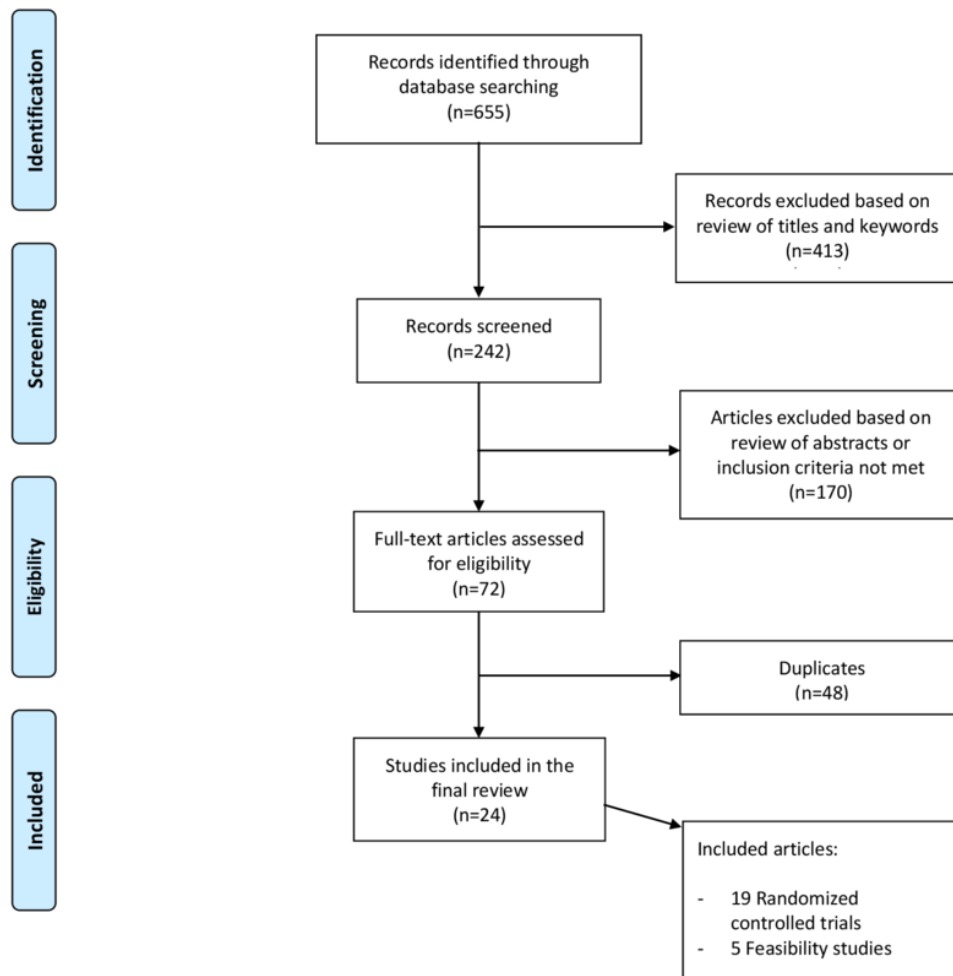 Identification
Records identified through
database searching
(n=655)
Records excluded based on
review of titles and keywords
(n=413)
Screening
Records screened
(n=242)
Articles excluded based on
review of abstracts or
inclusion criteria not met
(n=170)
Eligibility
Full-text articles assessed
for eligibility
(n=72)
Duplicates
(n=48)
Included
Studies included in the
final review
(n=24)
Included articles:
- 19 Randomized
controlled trials
- 5 Feasibility studies